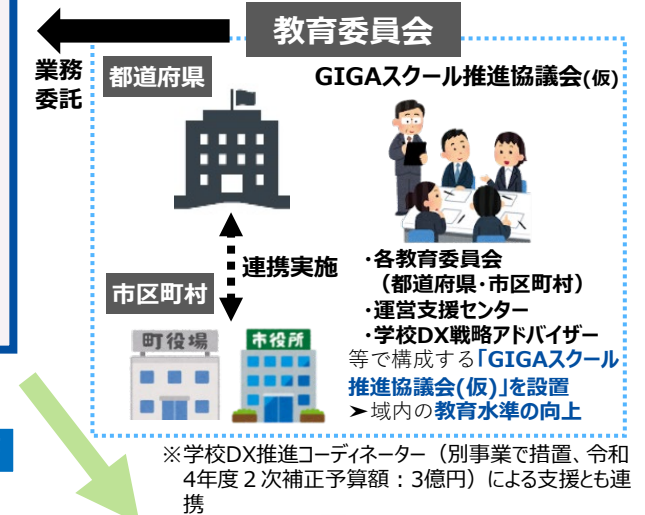 教育委員会
業務
委託
都道府県
GIGAスクール推進協議会(仮)
連携実施
市区町村
町役場
市役所
・各教育委員会
（都道府県・市区町村）
・運営支援センター
・学校DX戦略アドバイザー
等で構成する「GIGAスクール
推進協議会(仮)」を設置
➤域内の教育水準の向上
※学校DX推進コーディネーター（別事業で措置、令和
4年度２次補正予算額：3億円）による支援とも連
携